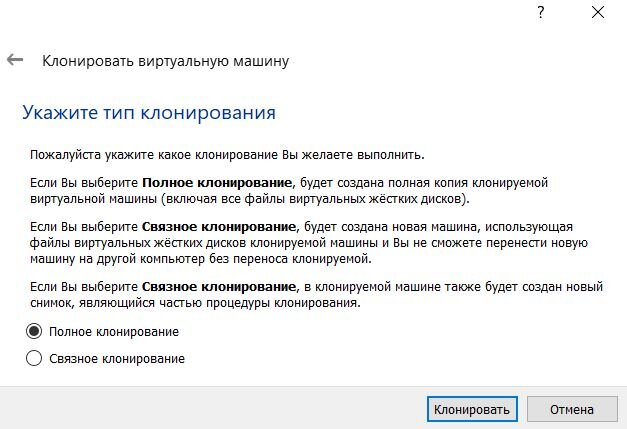 ?
Клонировать виртуальную машину
Укажите тип клонирования
Пожалуйста укажите какое клонирование Вы желаете выполнить.
Если Вы выберите Полное клонирование, будет создана полная копия клонируемой
виртуальной машины (включая все файлы виртуальных жёстких дисков).
Если Вы выберите Связное клонирование, будет создана новая машина, использующая
файлы виртуальных жёстких дисков клонируемой машины и Вы не сможете перенести новую
машину на другой компьютер без переноса клонируемой.
Если Вы выберите Связное клонирование, в клонируемой машине также будет создан новый
снимок, являющийся частью процедуры клонирования.
Полное клонирование
Связное клонирование
Клонировать Отмена